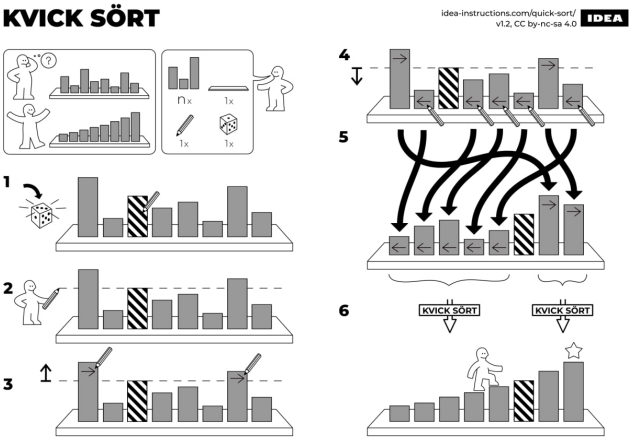 KVICK SÖRT
idea-instructions.com/quick-sort/
v1.2, CC by-nc-sa 4.0
IDEA
?
nx
1x
1x
1x
1
2
3
4
5
KVICK SÖRT
KVICK SÖRT
6